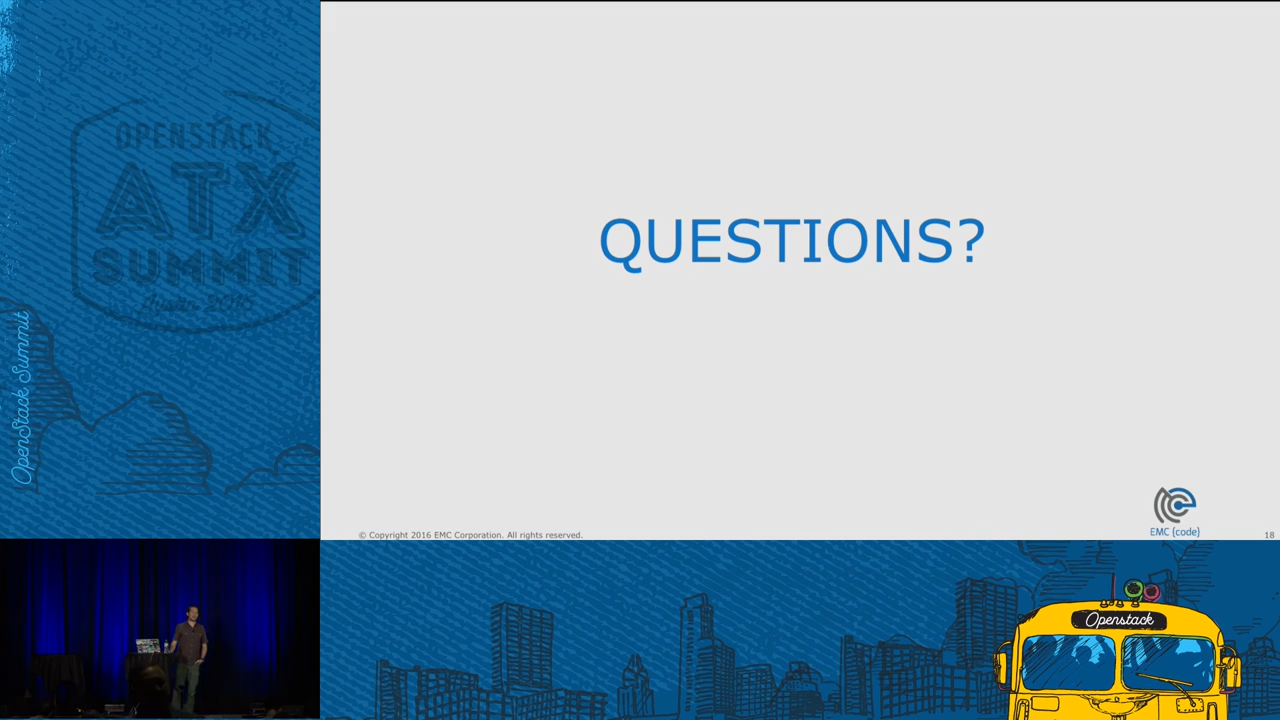 OPENSTACK
ATX
SUMMIT
Austin 2016
OpenStack Summit
QUESTIONS?
EMC {code}
© Copyright 2016 EMC Corporation. All rights reserved.
18
Openstack